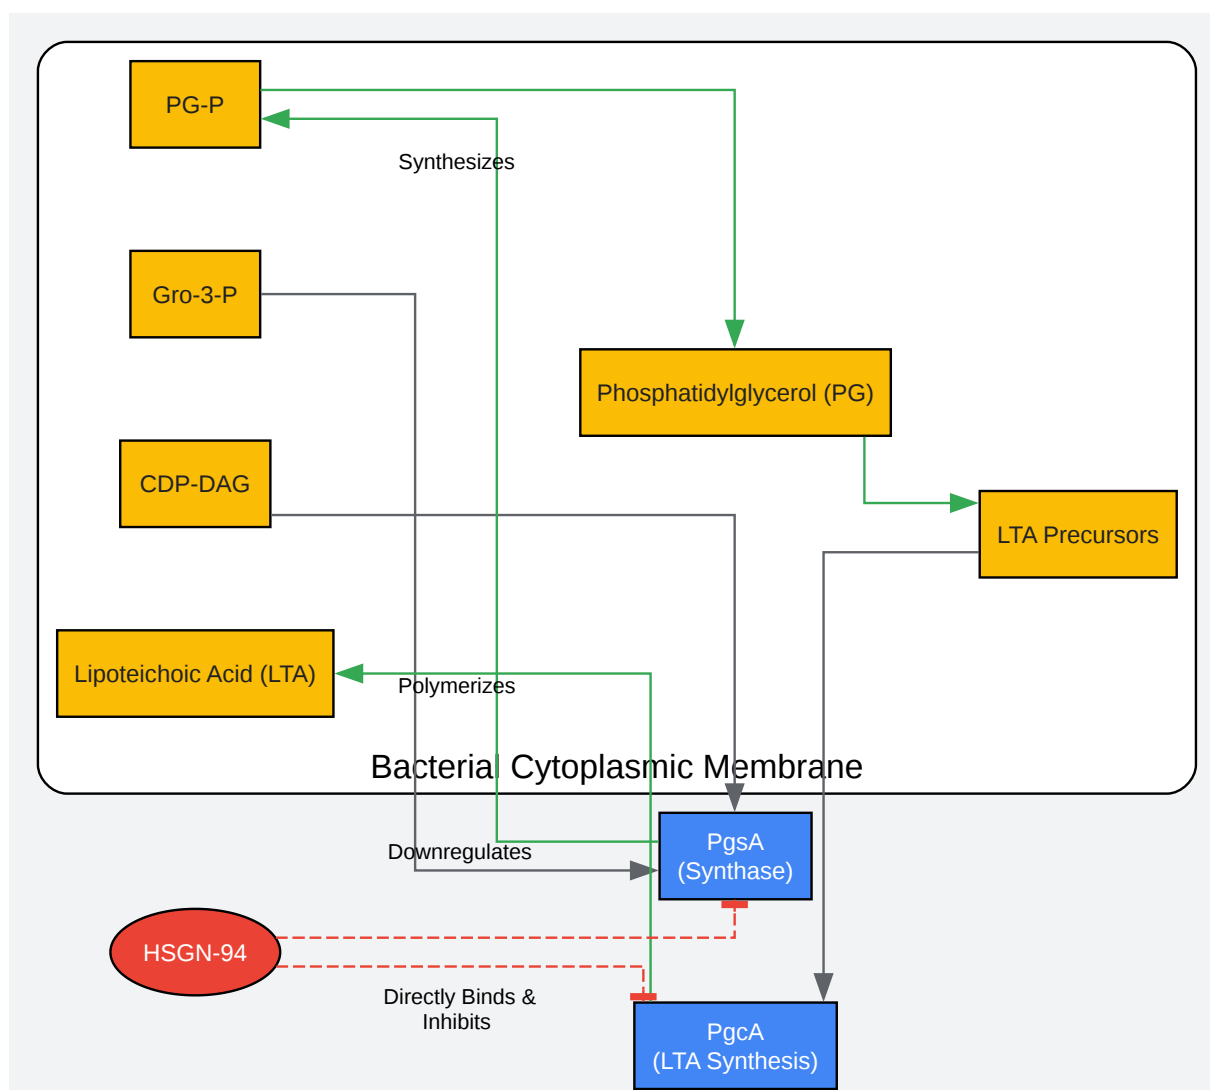 PG-P
Synthesizes
Gro-3-P
Phosphatidylglycerol (PG)
CDP-DAG
LTA Precursors
Lipoteichoic Acid (LTA)
Polymerizes
Bacterial Cytoplasmic Membrane
PgsA
(Synthase)
Downregulates
HSGN-94
Directly Binds &
Inhibits
PgcA
(LTA Synthesis)